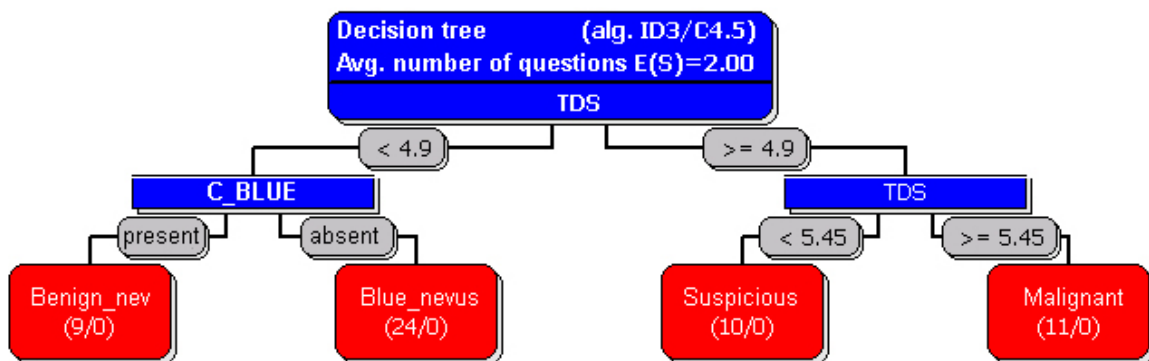 Decision tree (alg. ID3/C4.5)
Avg. number of questions E(S)=2.00
TDS
< 4.9 >= 4.9
C_BLUE TDS
present absent < 5.45 >= 5.45
Benign_nev Blue_nevus Suspicious Malignant
(9/0) (24/0) (10/0) (11/0)